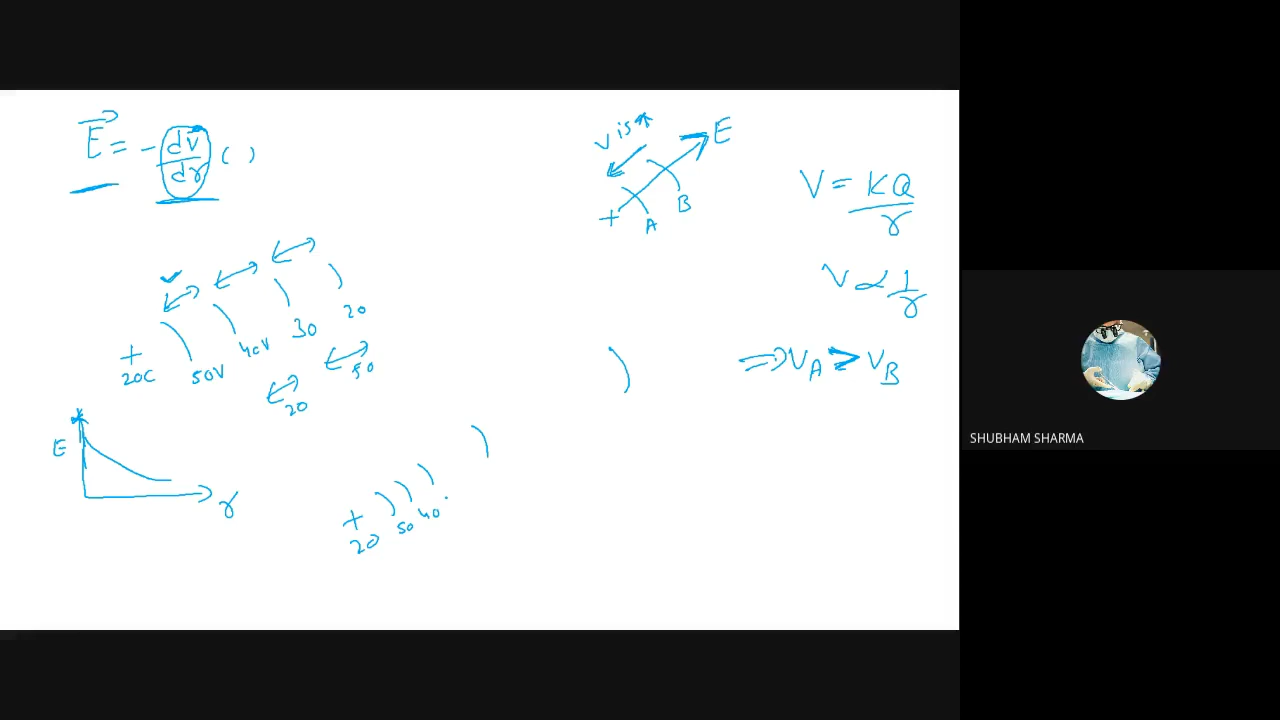 E = - dv/dr ( )
V is ↑
E
+ A B
V = KQ/r
V ∝ 1/r
⇒ VA > VB
+
20C 50V 40V 30 20
20 50
E
r
+
20 50 40
SHUBHAM SHARMA